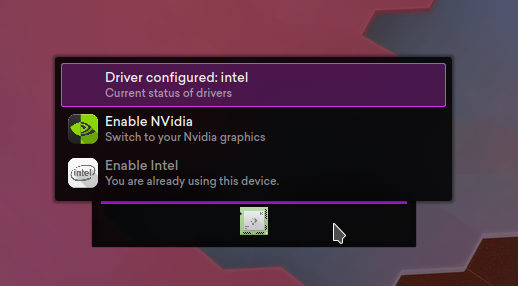 Driver configured: intel
Current status of drivers
Enable NVidia
Switch to your Nvidia graphics
intel
Enable Intel
You are already using this device.
?